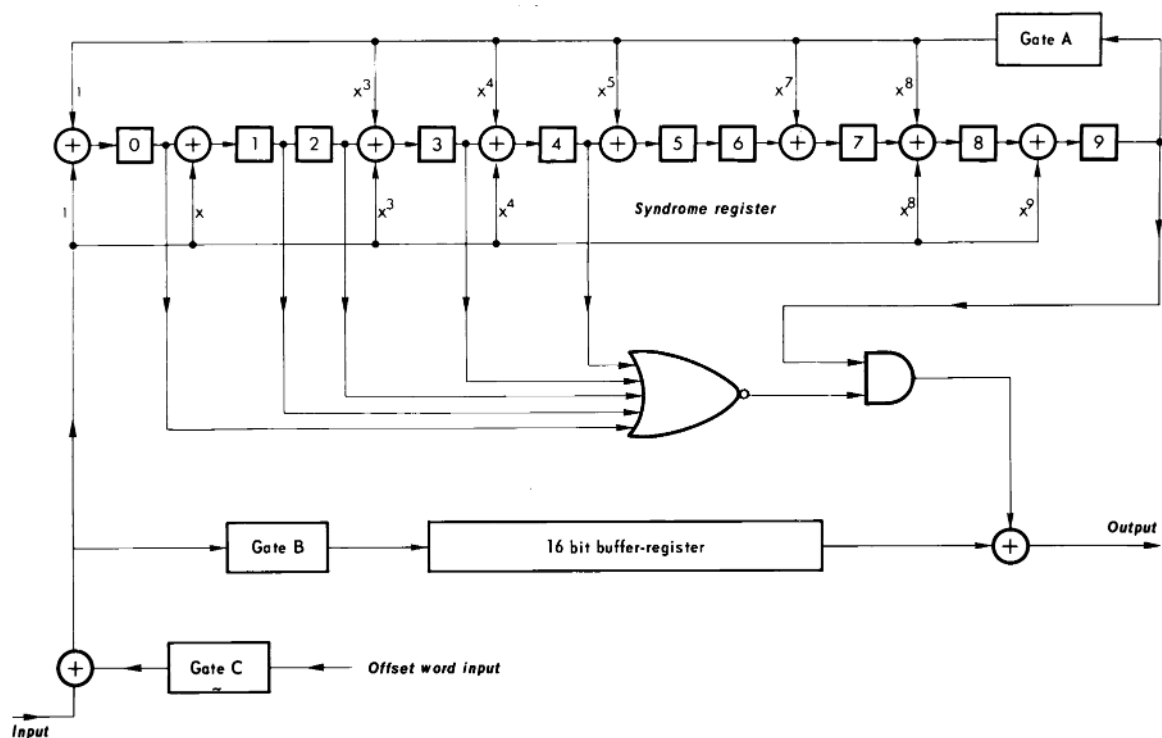 Gate A
1 x³ x⁴ x⁵ x⁷ x⁸
0 1 2 3 4 5 6 7 8 9
1 x x³ x⁴ x⁸ x⁹
Syndrome register
Gate B
16 bit buffer-register
Output
Gate C
Offset word input
Input